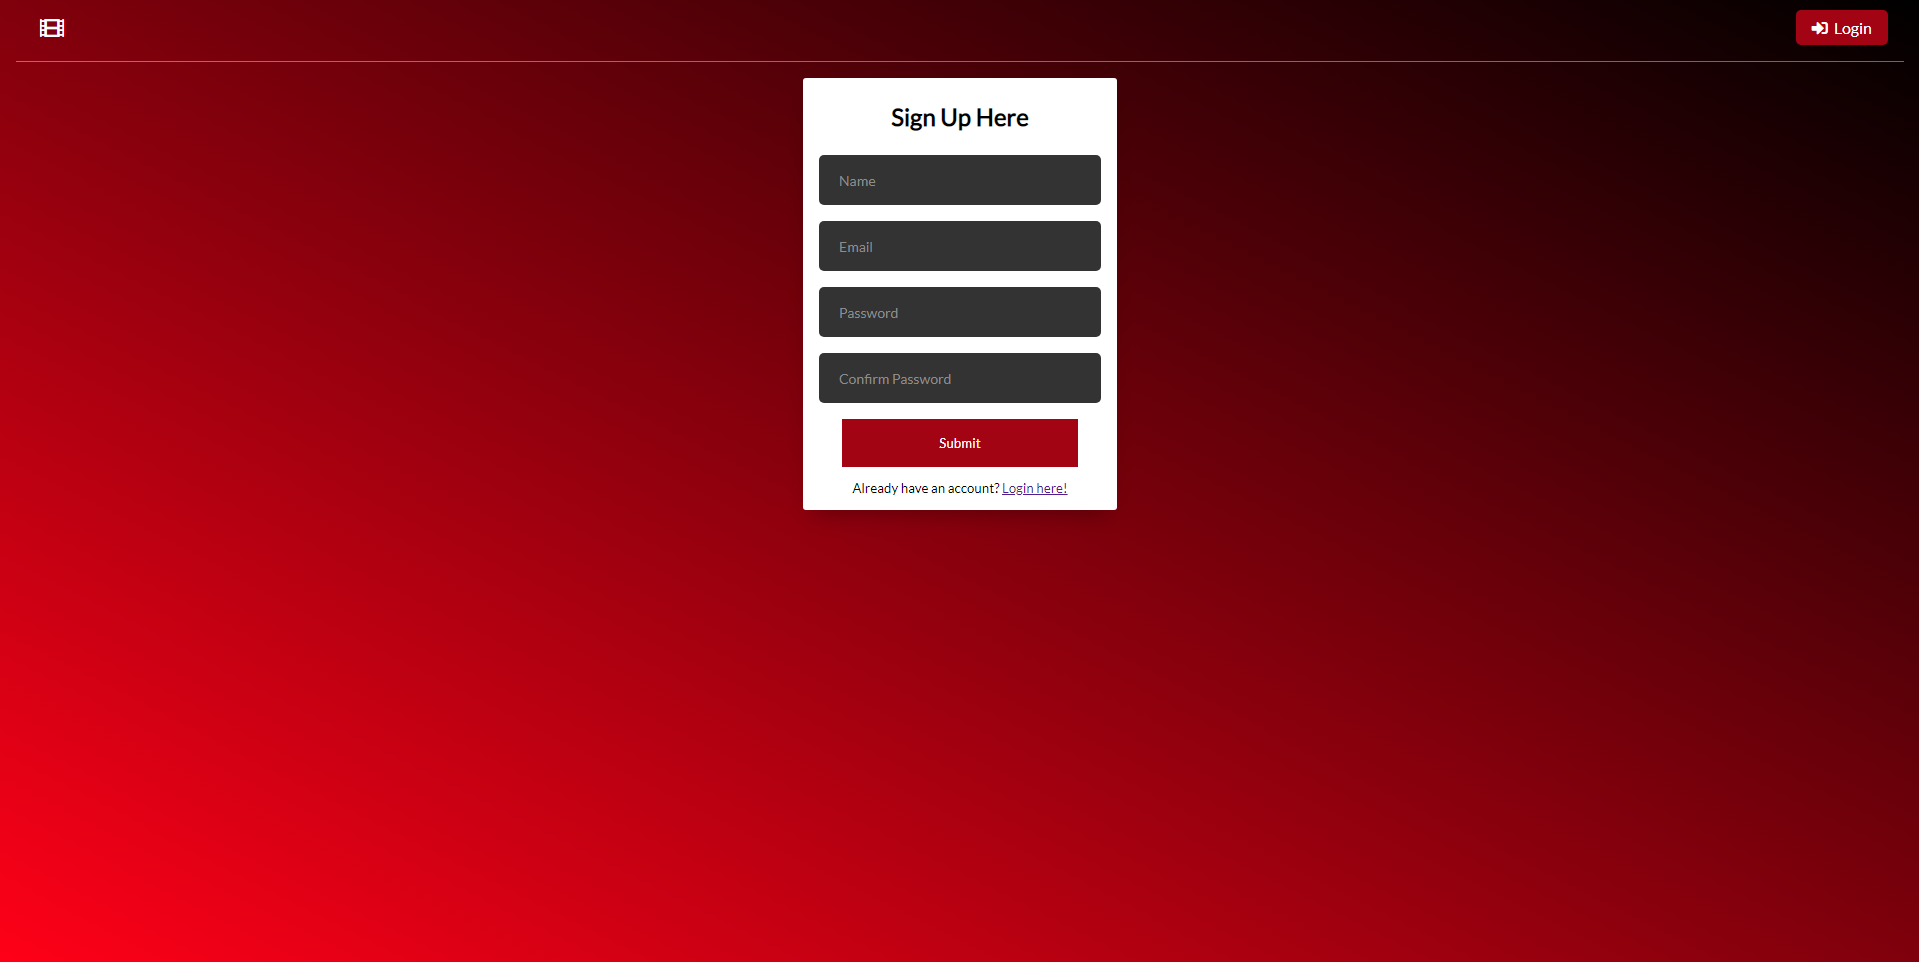 Login
Sign Up Here
Name
Email
Password
Confirm Password
Submit
Already have an account? Login here!